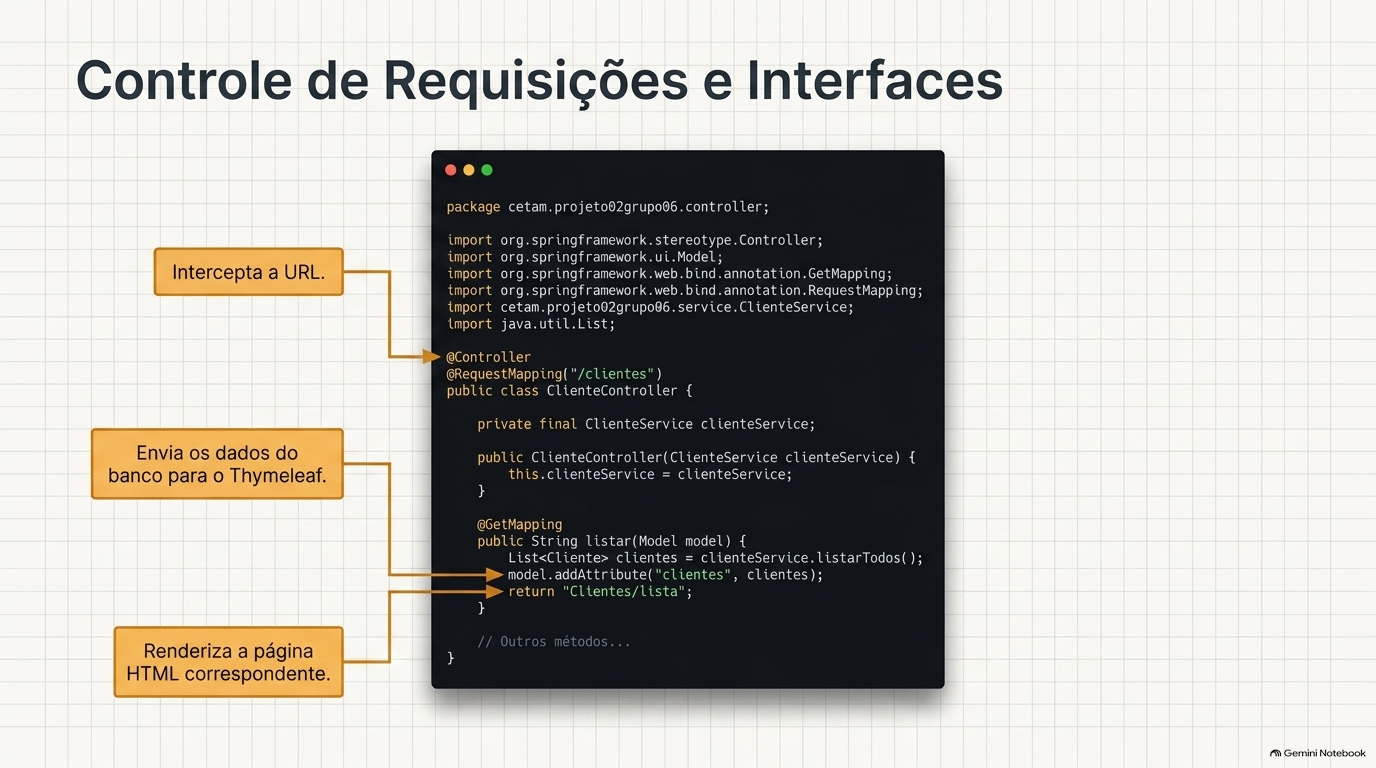 Controle de Requisições e Interfaces
Intercepta a URL.
Envia os dados do
banco para o Thymeleaf.
Renderiza a página
HTML correspondente.
package cetam.projeto02grupo06.controller;
import org.springframework.stereotype.Controller;
import org.springframework.ui.Model;
import org.springframework.web.bind.annotation.GetMapping;
import org.springframework.web.bind.annotation.RequestMapping;
import cetam.projeto02grupo06.service.ClienteService;
import java.util.List;
@Controller
@RequestMapping("/clientes")
public class ClienteController {
    private final ClienteService clienteService;
    public ClienteController(ClienteService clienteService) {
        this.clienteService = clienteService;
    }
    @GetMapping
    public String listar(Model model) {
        List<Cliente> clientes = clienteService.listarTodos();
        model.addAttribute("clientes", clientes);
        return "Clientes/lista";
    }
    // Outros métodos...
}
Gemini Notebook